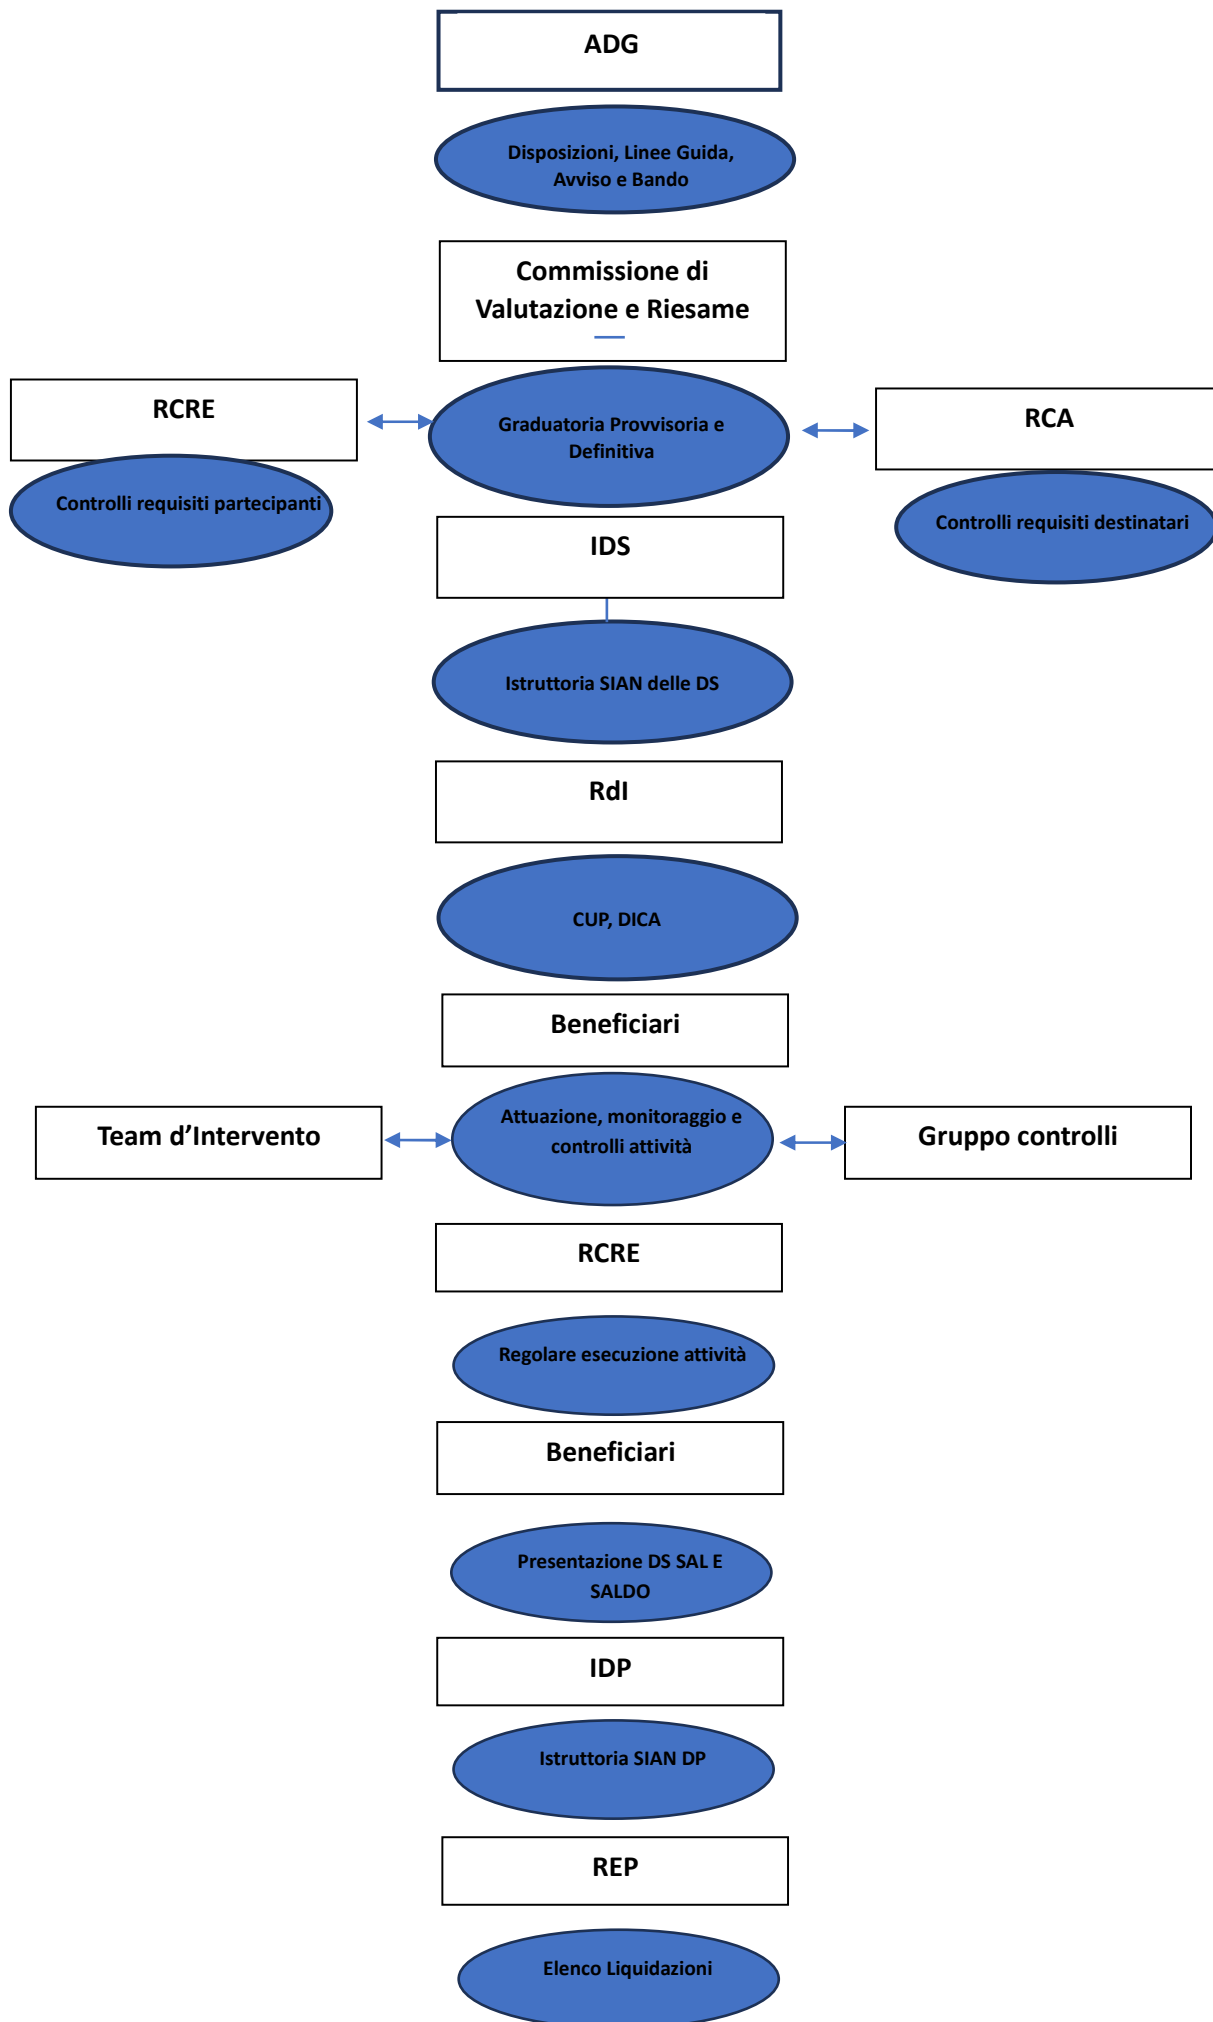 ADG
Disposizioni, Linee Guida,
Avviso e Bando
Commissione di
Valutazione e Riesame
RCRE
Graduatoria Provvisoria e
Definitiva
RCA
Controlli requisiti partecipanti
Controlli requisiti destinatari
IDS
Istruttoria SIAN delle DS
RdI
CUP, DICA
Beneficiari
Team d’Intervento
Attuazione, monitoraggio e
controlli attività
Gruppo controlli
RCRE
Regolare esecuzione attività
Beneficiari
Presentazione DS SAL E
SALDO
IDP
Istruttoria SIAN DP
REP
Elenco Liquidazioni